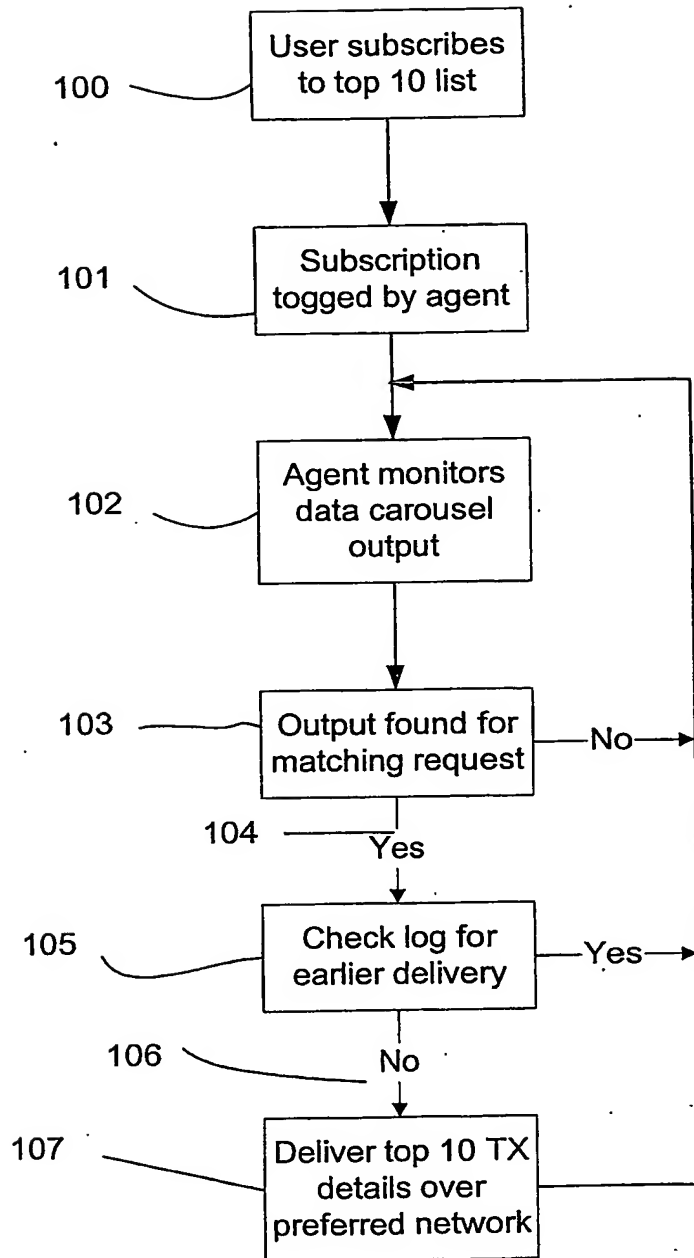 User subscribes
to top 10 list
100
Subscription
togged by agent
101
Agent monitors
data carousel
output
102
103
Output found for
matching request
No
104
Yes
105
Check log for
earlier delivery
Yes
106
No
107
Deliver top 10 TX
details over
preferred network